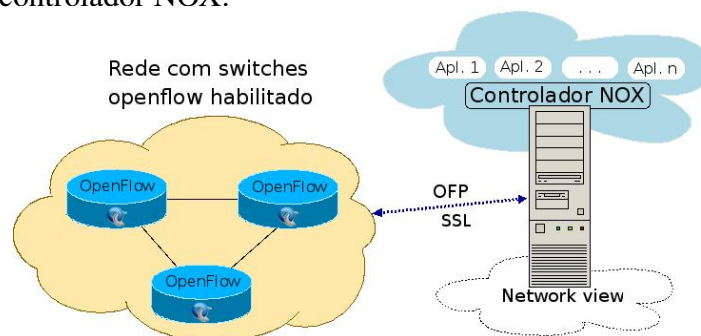 controlador NOX.
Rede com switches
openflow habilitado
OpenFlow
OpenFlow
OpenFlow
OFP
SSL
Apl. 1 Apl. 2 . . . Apl. n
Controlador NOX
Network view